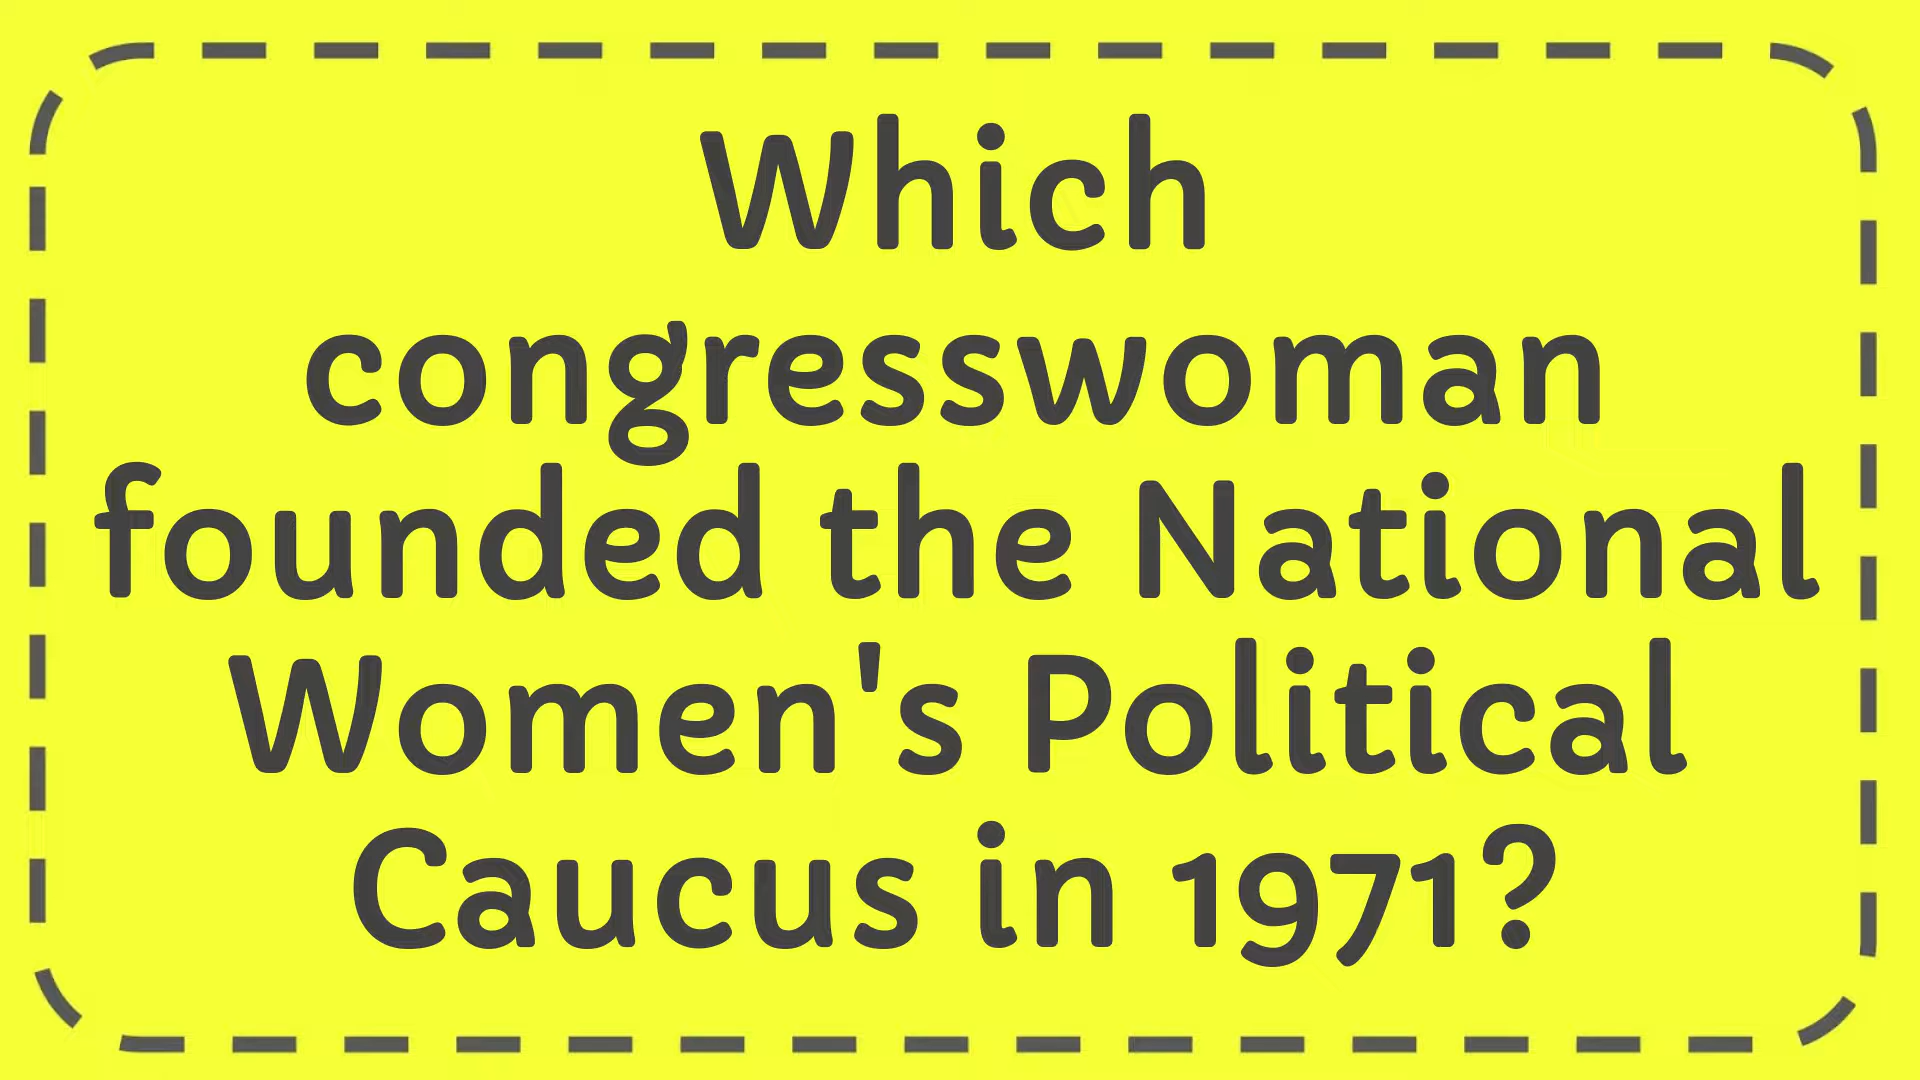 Which
congresswoman
founded the National
Women's Political
Caucus in 1971?